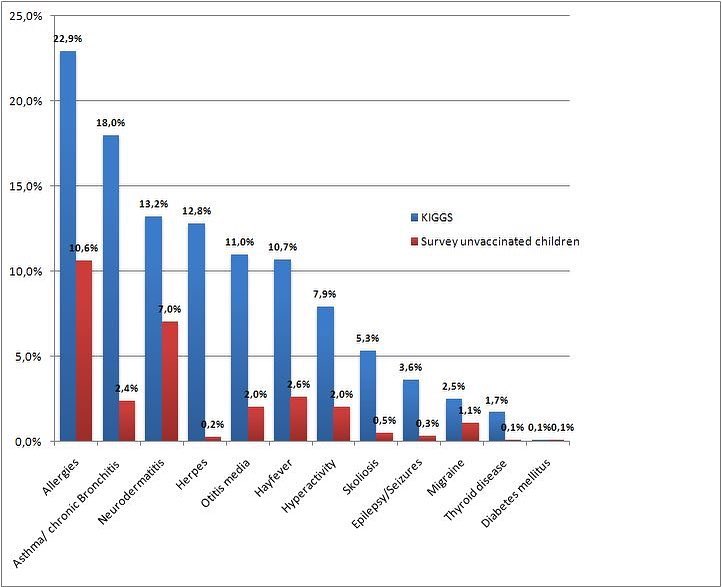 25,0%
20,0%
15,0%
10,0%
5,0%
0,0%
22,9%
10,6%
18,0%
2,4%
13,2%
7,0%
12,8%
0,2%
11,0%
2,0%
10,7%
2,6%
7,9%
2,0%
5,3%
0,5%
3,6%
0,3%
2,5%
1,1%
1,7%
0,1%
0,1%
0,1%
KIGGS
Survey unvaccinated children
Allergies
Asthma/ chronic Bronchitis
Neurodermatitis
Herpes
Otitis media
Hayfever
Hyperactivity
Skoliosis
Epilepsy/Seizures
Migraine
Thyroid disease
Diabetes mellitus